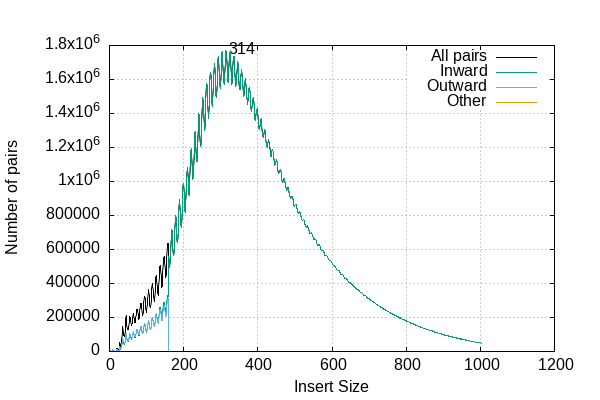 1.8x10^6
1.6x10^6
1.4x10^6
1.2x10^6
1x10^6
800000
600000
400000
200000
0
Number of pairs
314
All pairs
Inward
Outward
Other
0 200 400 600 800 1000 1200
Insert Size